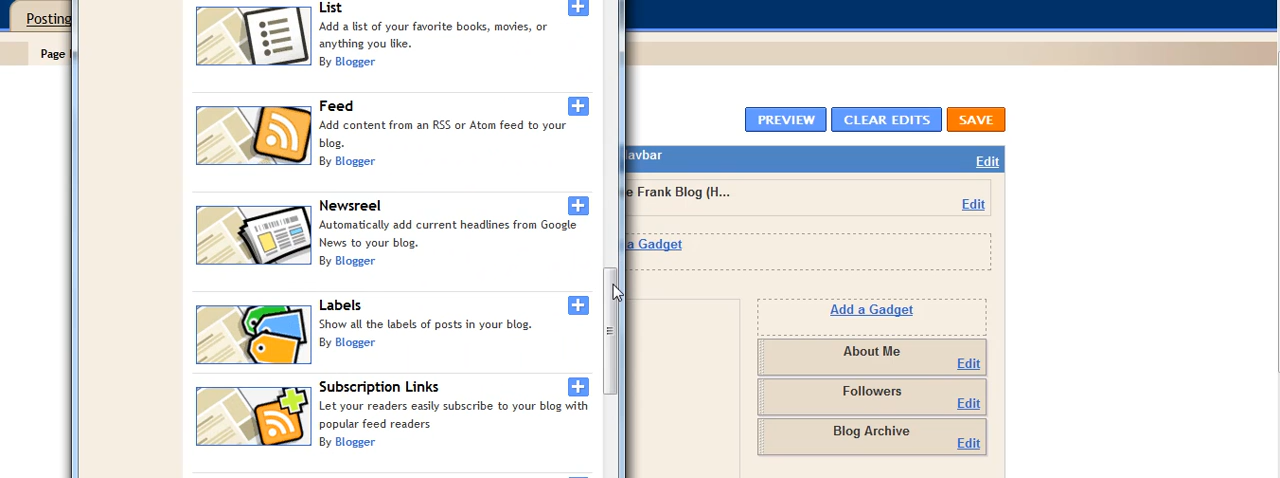 Posting
Page
List
Add a list of your favorite books, movies, or
anything you like.
By Blogger
Feed
Add content from an RSS or Atom feed to your
blog.
By Blogger
Newsreel
Automatically add current headlines from Google
News to your blog.
By Blogger
Labels
Show all the labels of posts in your blog.
By Blogger
Subscription Links
Let your readers easily subscribe to your blog with
popular feed readers
By Blogger
PREVIEW
CLEAR EDITS
SAVE
avbar
Edit
e Frank Blog (H...
Edit
a Gadget
Add a Gadget
About Me
Edit
Followers
Edit
Blog Archive
Edit